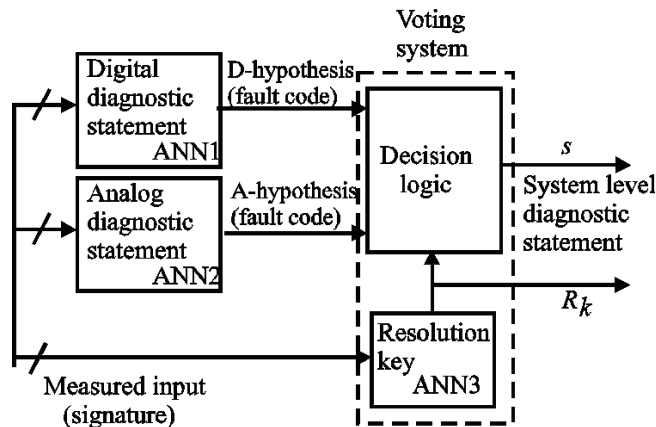 Voting
system
Digital
diagnostic
statement
ANN1
D-hypothesis
(fault code)
Analog
diagnostic
statement
ANN2
A-hypothesis
(fault code)
Decision
logic
s
System level
diagnostic
statement
Rk
Resolution
key
ANN3
Measured input
(signature)